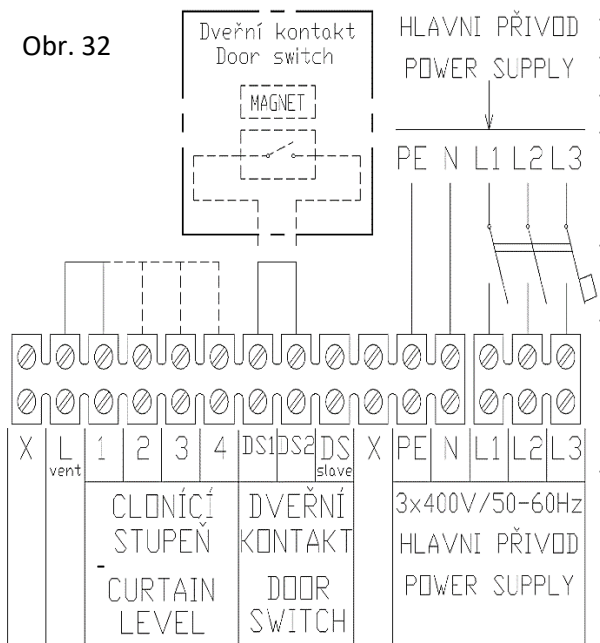 Obr. 32
Dveřní kontakt
Door switch
MAGNET
HLAVNI PŘIVOD
POWER SUPPLY
PE N L1 L2 L3
X L vent 1 2 3 4 DS1 DS2 DS slave X PE N L1 L2 L3
CLONÍCÍ
STUPEŇ
-
CURTAIN
LEVEL
DVEŘNÍ
KONTAKT
DOOR
SWITCH
3x400V/50-60Hz
HLAVNI PŘIVOD
POWER SUPPLY